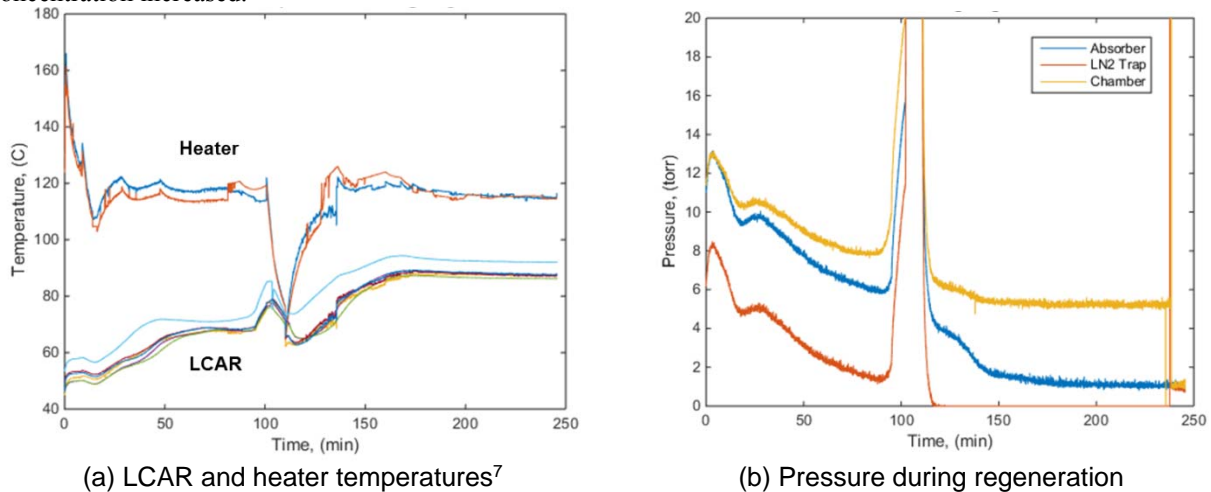 oncentration increased.
160
140
120
100
80
60
40
Temperature, (C)
Heater
LCAR
0
50
100
150
200
250
Time, (min)
(a) LCAR and heater temperatures⁷
20
18
16
14
12
10
8
6
4
2
0
Pressure, (torr)
Absorber
LN2 Trap
Chamber
0
50
100
150
200
250
Time, (min)
(b) Pressure during regeneration